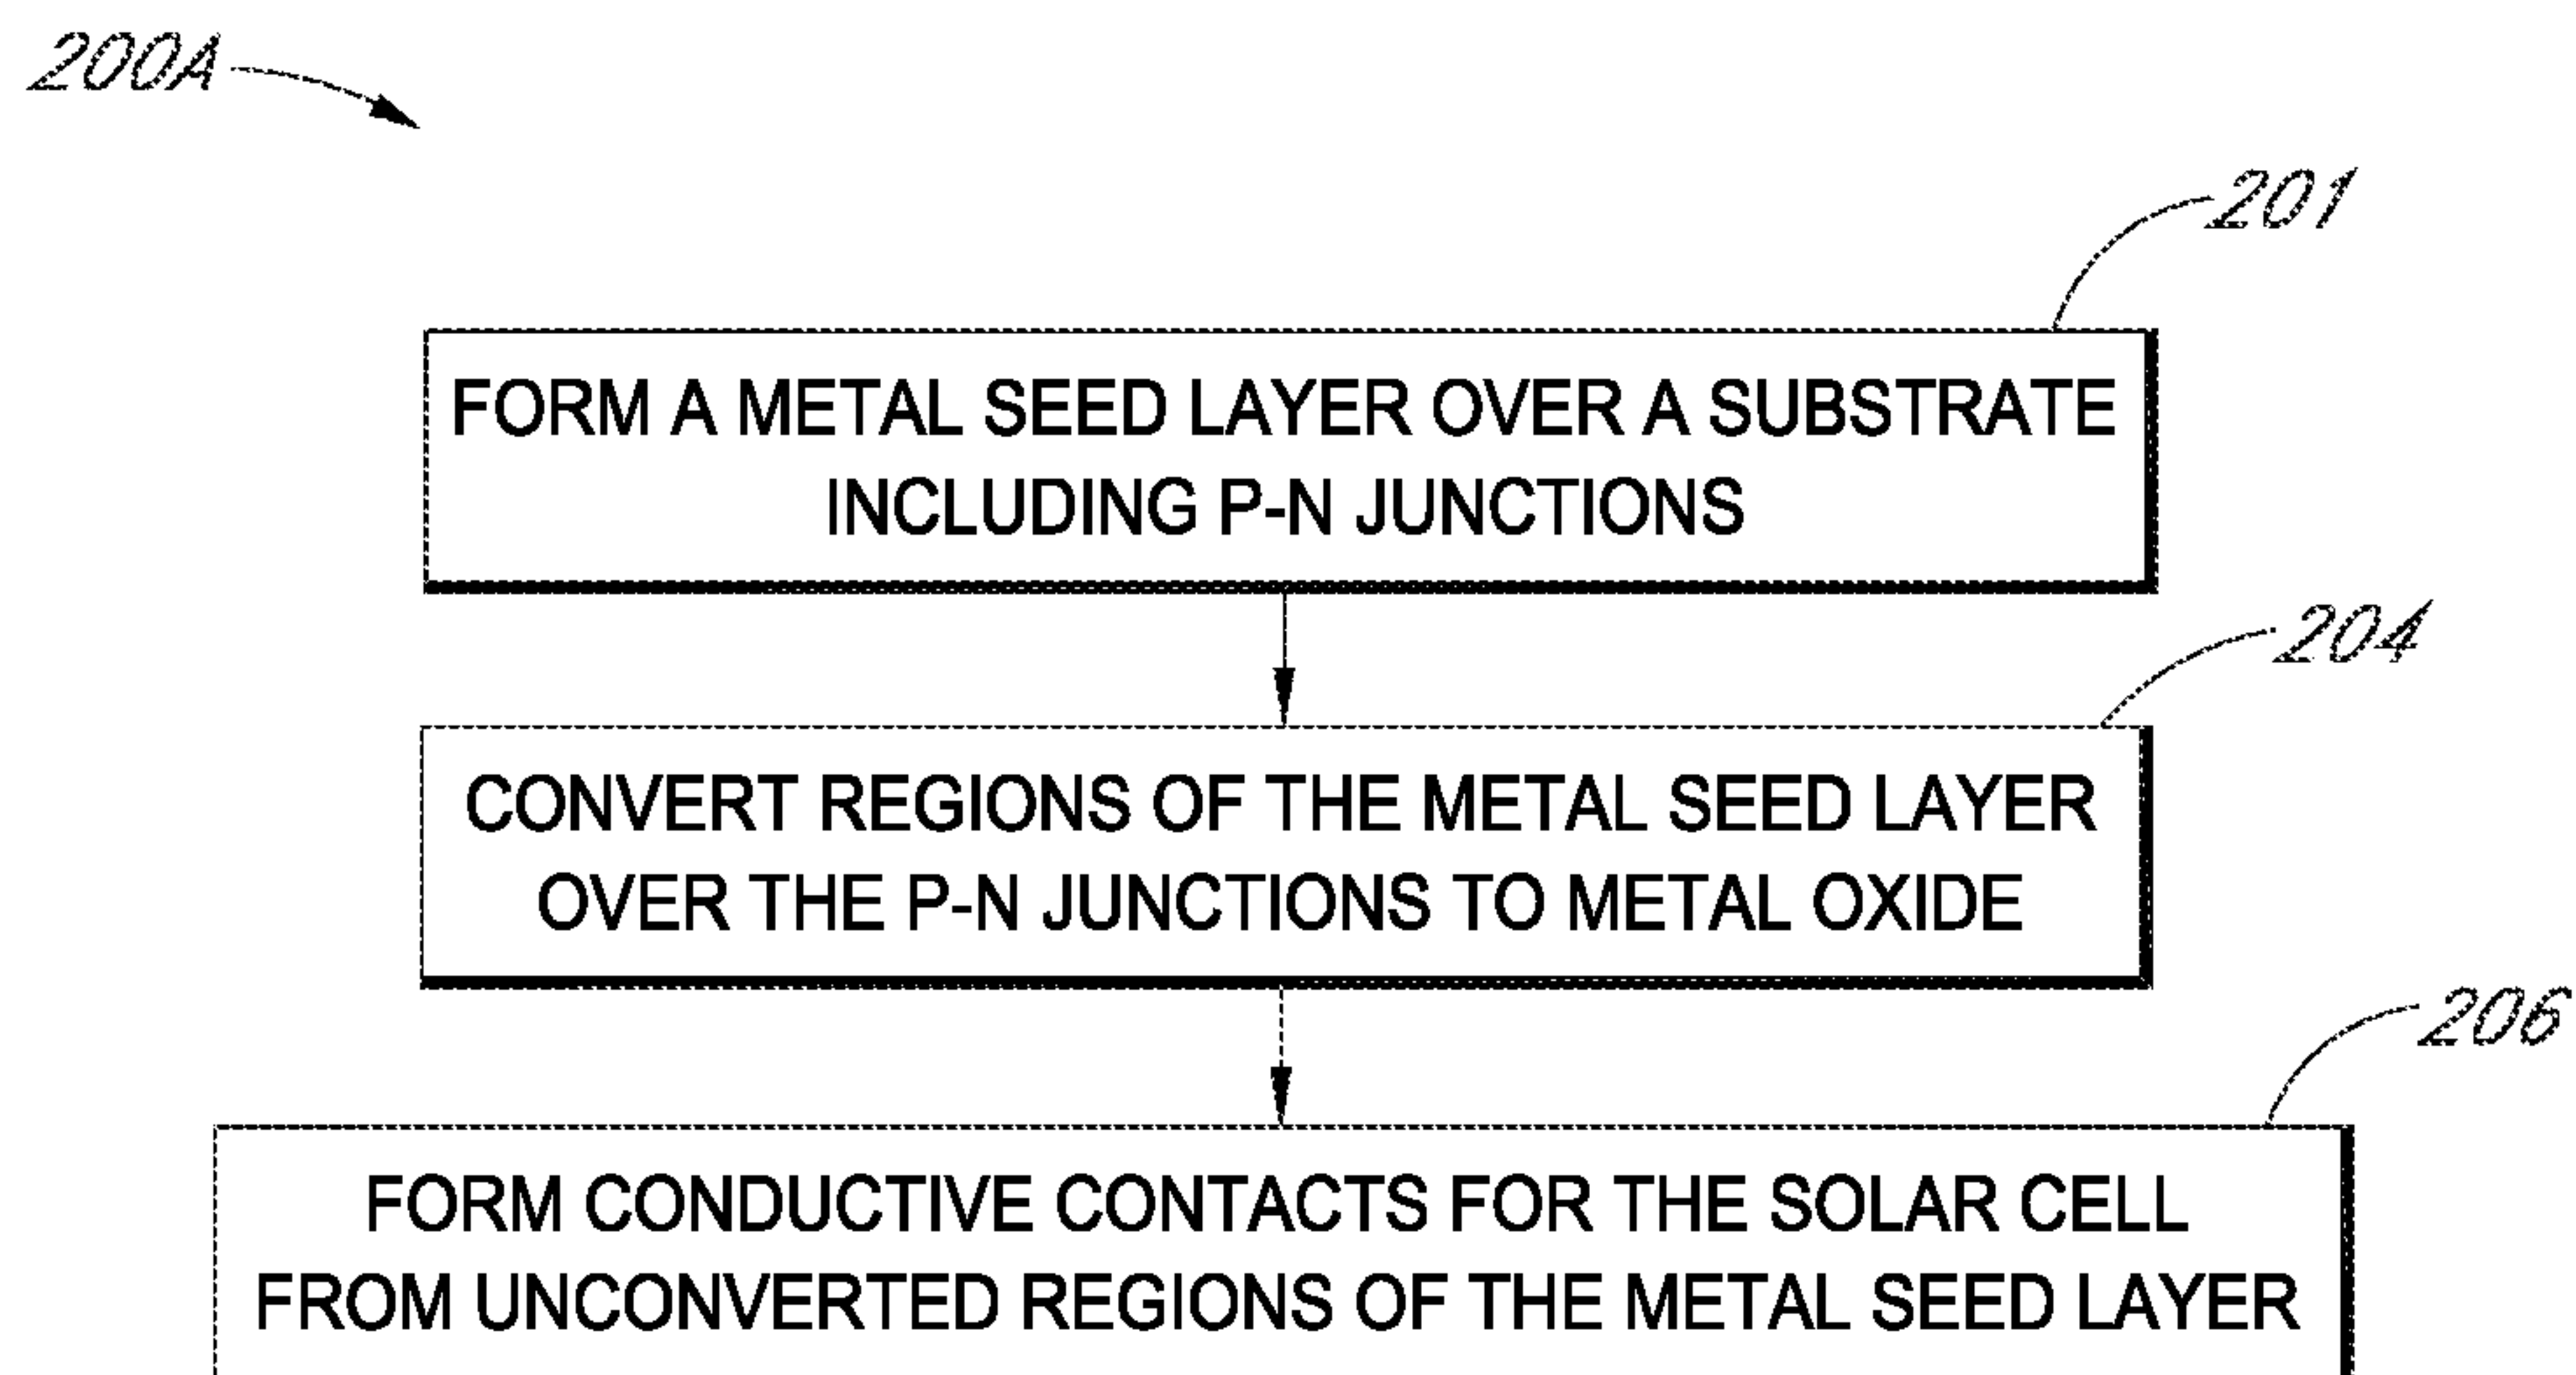 200A
201
FORM A METAL SEED LAYER OVER A SUBSTRATE
INCLUDING P-N JUNCTIONS
204
CONVERT REGIONS OF THE METAL SEED LAYER
OVER THE P-N JUNCTIONS TO METAL OXIDE
206
FORM CONDUCTIVE CONTACTS FOR THE SOLAR CELL
FROM UNCONVERTED REGIONS OF THE METAL SEED LAYER